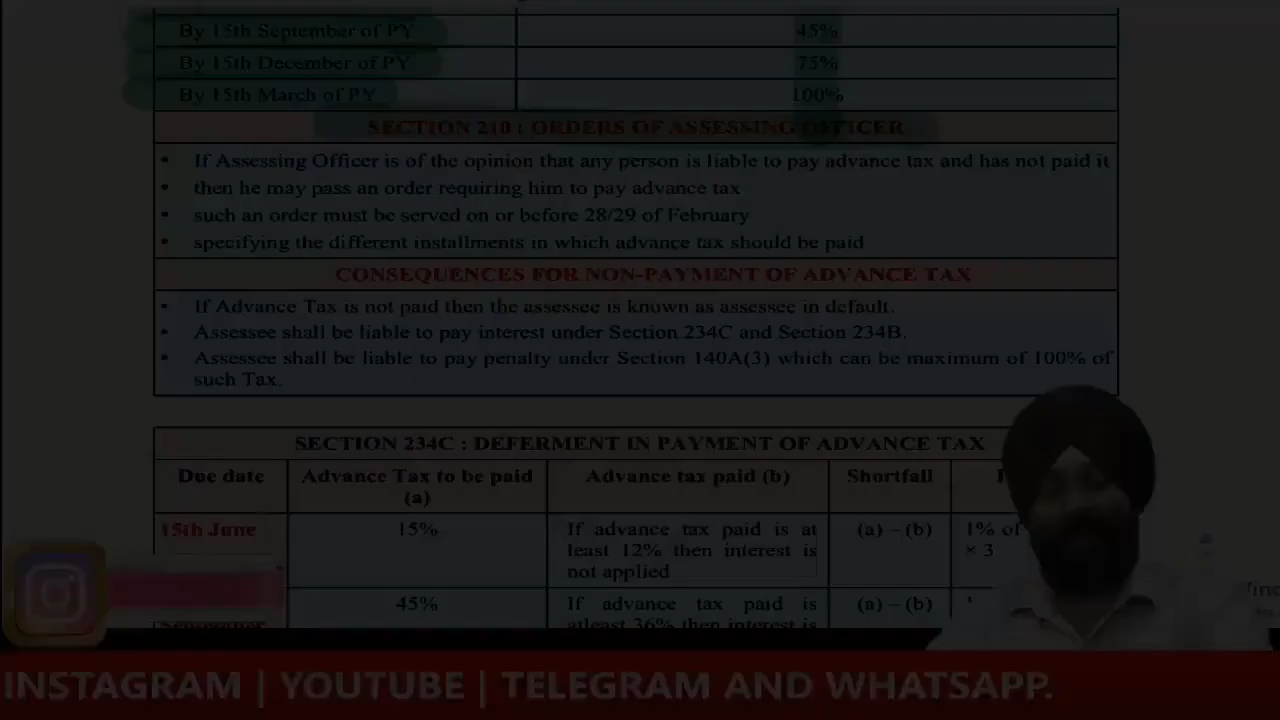 By 15th September of PY 45%
By 15th December of PY 75%
By 15th March of PY 100%
SECTION 210 : ORDERS OF ASSESSING OFFICER
• If Assessing Officer is of the opinion that any person is liable to pay advance tax and has not paid it
• then he may pass an order requiring him to pay advance tax
• such an order must be served on or before 28/29 of February
• specifying the different installments in which advance tax should be paid
CONSEQUENCES FOR NON-PAYMENT OF ADVANCE TAX
• If Advance Tax is not paid then the assessee is known as assessee in default.
• Assessee shall be liable to pay interest under Section 234C and Section 234B.
• Assessee shall be liable to pay penalty under Section 140A(3) which can be maximum of 100% of
such Tax.
SECTION 234C : DEFERMENT IN PAYMENT OF ADVANCE TAX
Due date Advance Tax to be paid Advance tax paid (b) Shortfall
(a)
15th June 15% If advance tax paid is at (a) – (b) 1% of
least 12% then interest is × 3
not applied
45% If advance tax paid is (a) – (b)
September atleast 36% then interest is
INSTAGRAM | YOUTUBE | TELEGRAM AND WHATSAPP.